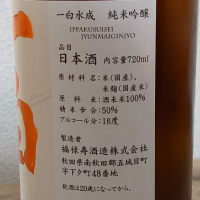 一白水成 純米吟醸
IPPAKUSUISEI
JYUNMAIGINJYO
品目
日本酒 内容量720ml
原材料名:米(国産)、
米麹(国産米)
原料米:酒未来100%
精米歩合:50%
アルコール分:16度
製造者
福禄寿酒造株式会社
秋田県南秋田郡五城目町
字下夕町48番地
飲酒は20歳になってから。